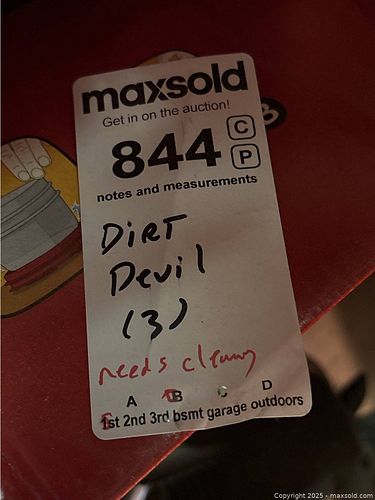 maxsold
Get in on the auction!
844 C
P
notes and measurements
DIRT
Devil
(3)
needs cleaning
A B C D
1st 2nd 3rd bsmt garage outdoors
Copyright 2025 - maxsold.com